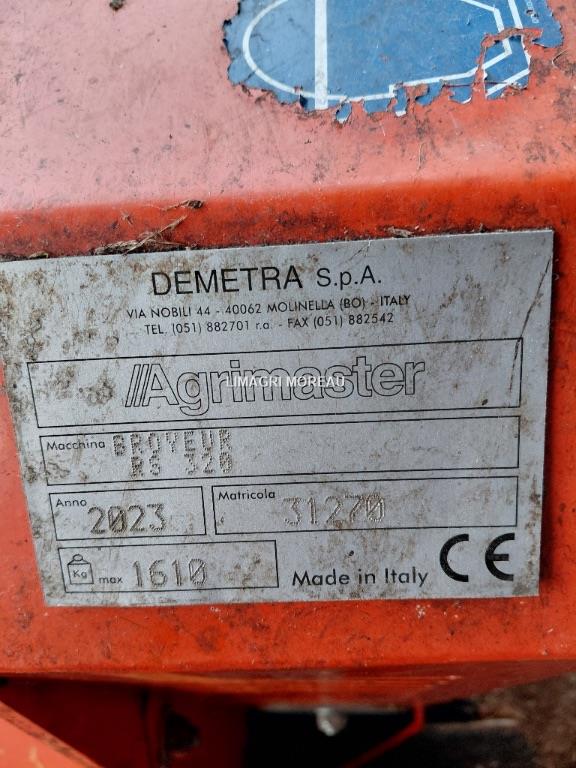 DEMETRA S.p.A.
VIA NOBILI 44 - 40062 MOLINELLA (BO) - ITALY
TEL. (051) 882701 r.a. - FAX (051) 882542
Agrimaster
LIMAGRI MOREAU
Macchina BROYEUR
RS 320
Anno 2023
Matricola 31270
Kg max 1610
Made in Italy CE